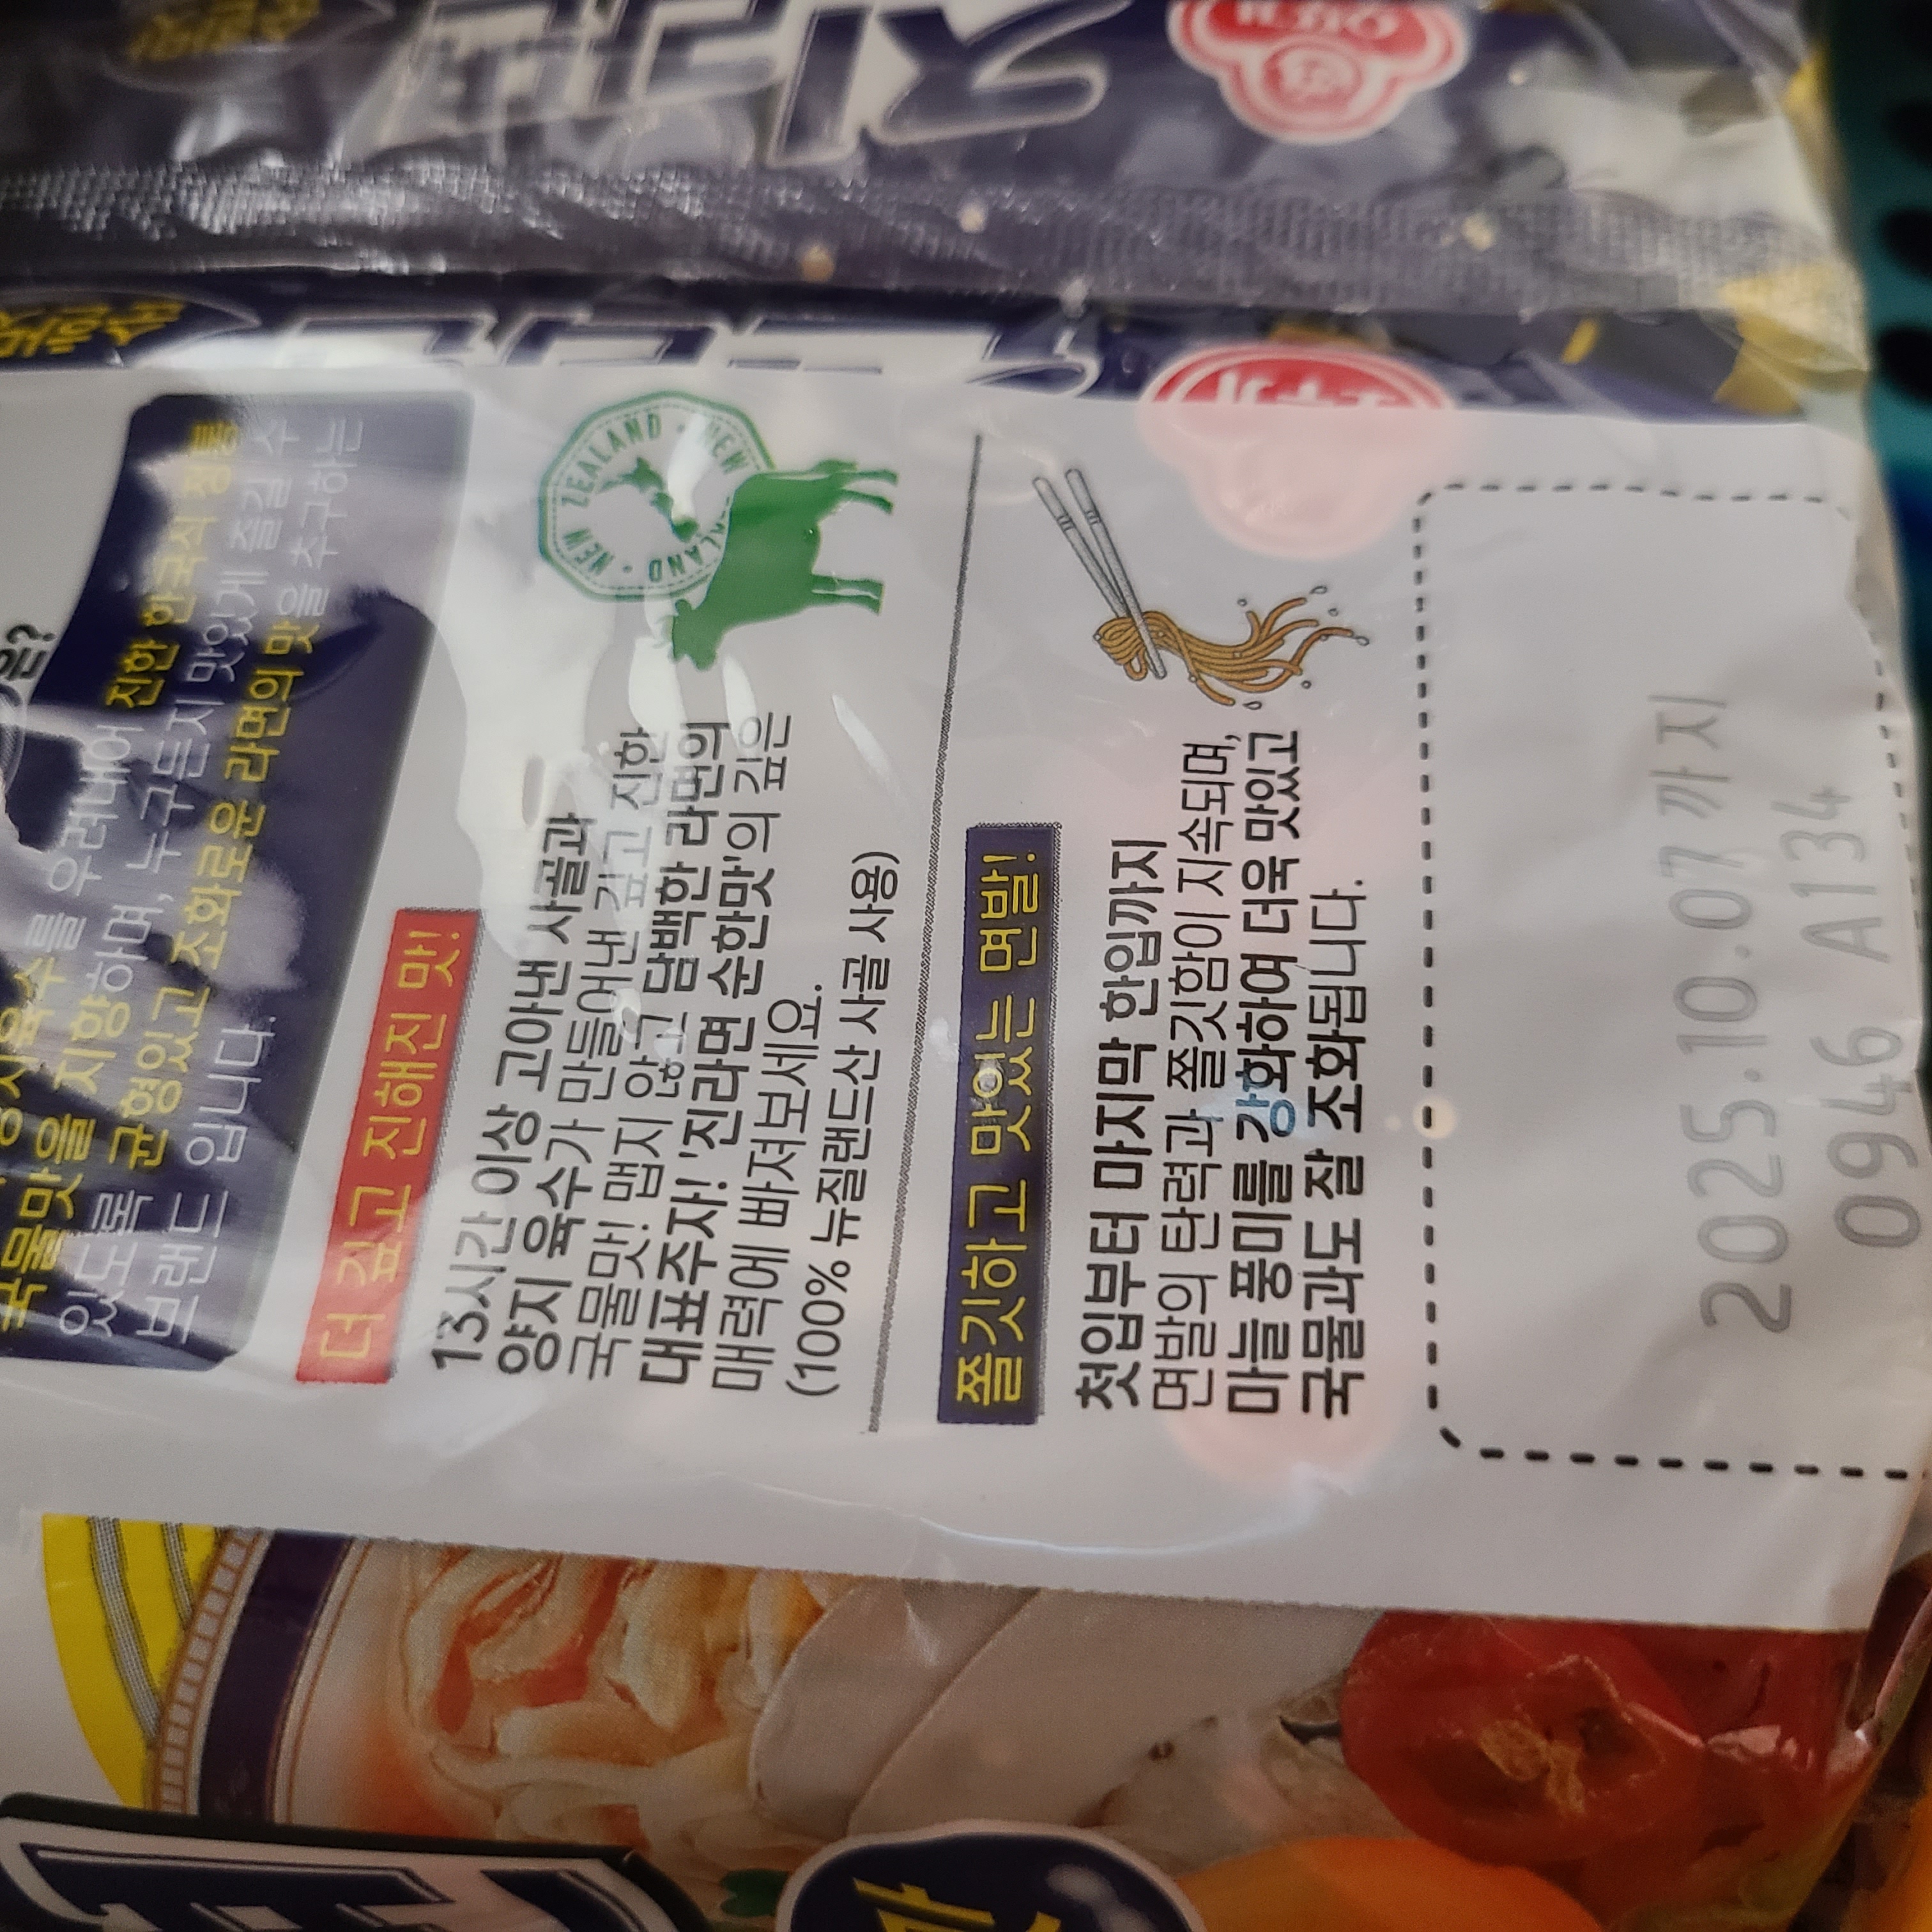 진한 한국식 정통
국물맛을 지향하며, 누구든지 맛있게 즐길 수
있도록 균형있고 조화로운 라면의 맛을 추구하는
브랜드 입니다.
더 깊고 진해진 맛!
13시간 이상 고아낸 사골과
양지 육수가 만들어낸 깊고 진한
국물맛! 맵지 않고 담백한 라면의
대표주자! '진라면 순한맛'의 깊은
매력에 빠져보세요.
(100% 뉴질랜드산 사골 사용)
NEW ZEALAND · NEW ZEALAND
쫄깃하고 맛있는 면발!
첫입부터 마지막 한입까지
면발의 탄력과 쫄깃함이 지속되며,
마늘 풍미를 강화하여 더욱 맛있고
국물과도 잘 조화됩니다.
2025.10.07 까지
0946 A134